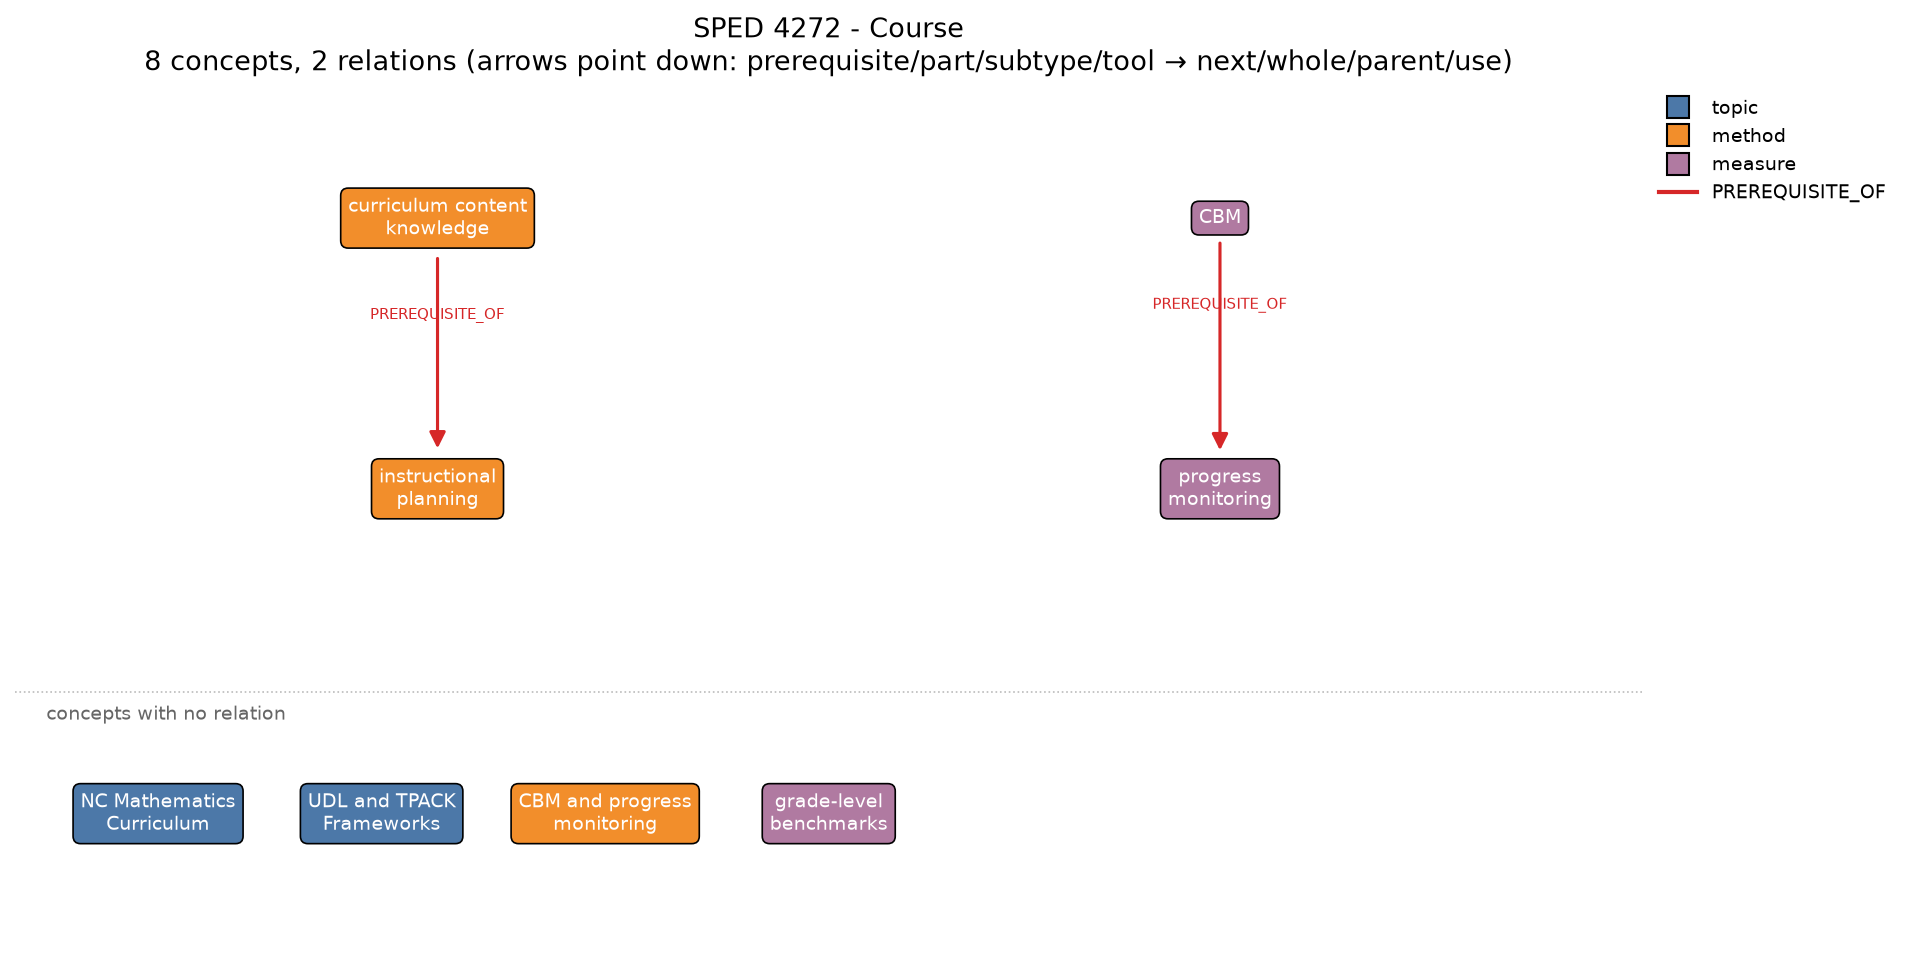 SPED 4272 - Course
8 concepts, 2 relations (arrows point down: prerequisite/part/subtype/tool → next/whole/parent/use)
topic
method
measure
PREREQUISITE_OF
curriculum content
knowledge
CBM
PREREQUISITE_OF
PREREQUISITE_OF
instructional
planning
progress
monitoring
concepts with no relation
NC Mathematics
Curriculum
UDL and TPACK
Frameworks
CBM and progress
monitoring
grade-level
benchmarks